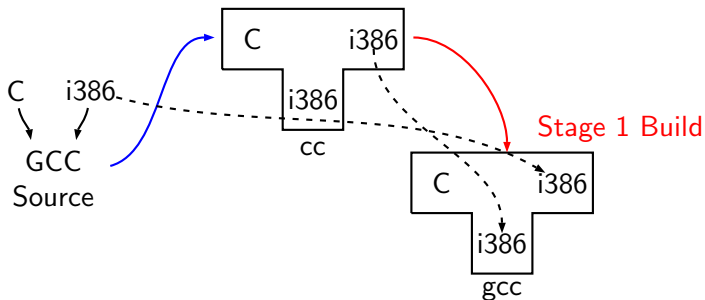 C i386
i386
cc
C i386
GCC
Source
Stage 1 Build
C i386
i386
gcc